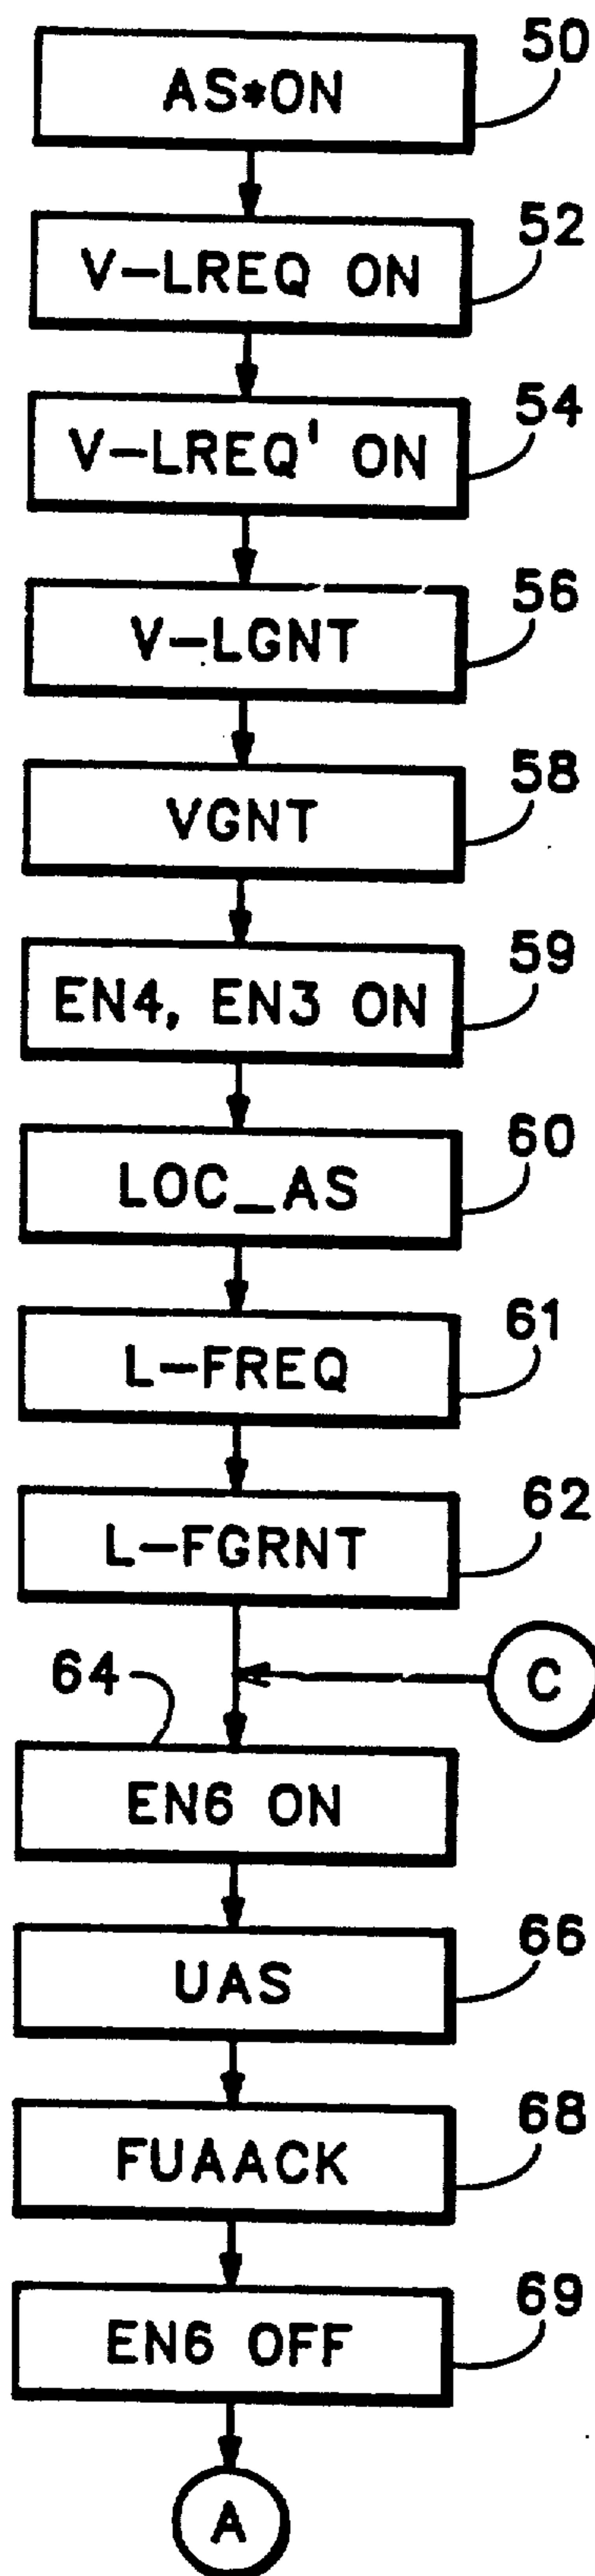 50
AS*ON
52
V-LREQ ON
54
V-LREQ' ON
56
V-LGNT
58
VGNT
59
EN4, EN3 ON
60
LOC_AS
61
L-FREQ
62
L-FGRNT
64
C
EN6 ON
66
UAS
68
FUAACK
69
EN6 OFF
A